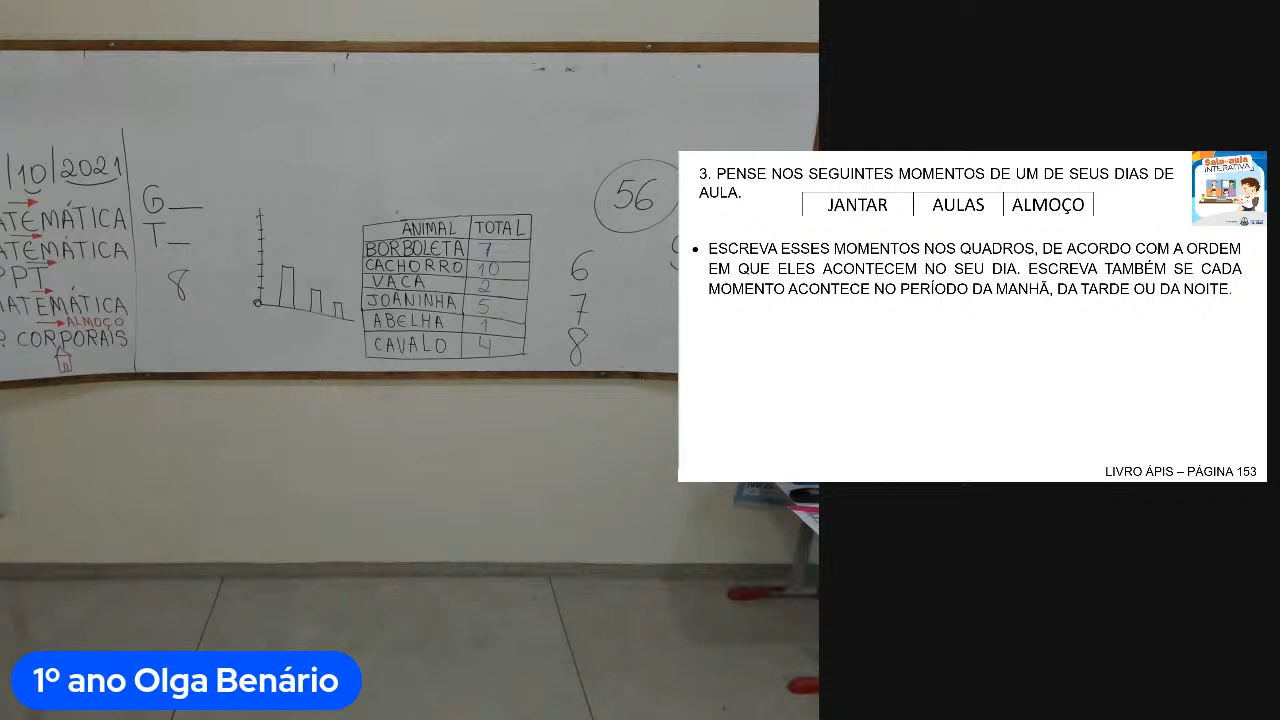 /10/2021
ATEMÁTICA
ATEMÁTICA
PPT
MATEMÁTICA
ALMOÇO
CORPORAIS
G
T
8
ANIMAL TOTAL
BORBOLETA 7
CACHORRO 10
VACA 2
JOANINHA 5
ABELHA 1
CAVALO 4
56
6
7
8
3. PENSE NOS SEGUINTES MOMENTOS DE UM DE SEUS DIAS DE
AULA.
JANTAR AULAS ALMOÇO
• ESCREVA ESSES MOMENTOS NOS QUADROS, DE ACORDO COM A ORDEM
EM QUE ELES ACONTECEM NO SEU DIA. ESCREVA TAMBÉM SE CADA
MOMENTO ACONTECE NO PERÍODO DA MANHÃ, DA TARDE OU DA NOITE.
Sala de aula
INTERATIVA
LIVRO ÁPIS – PÁGINA 153
1º ano Olga Benário